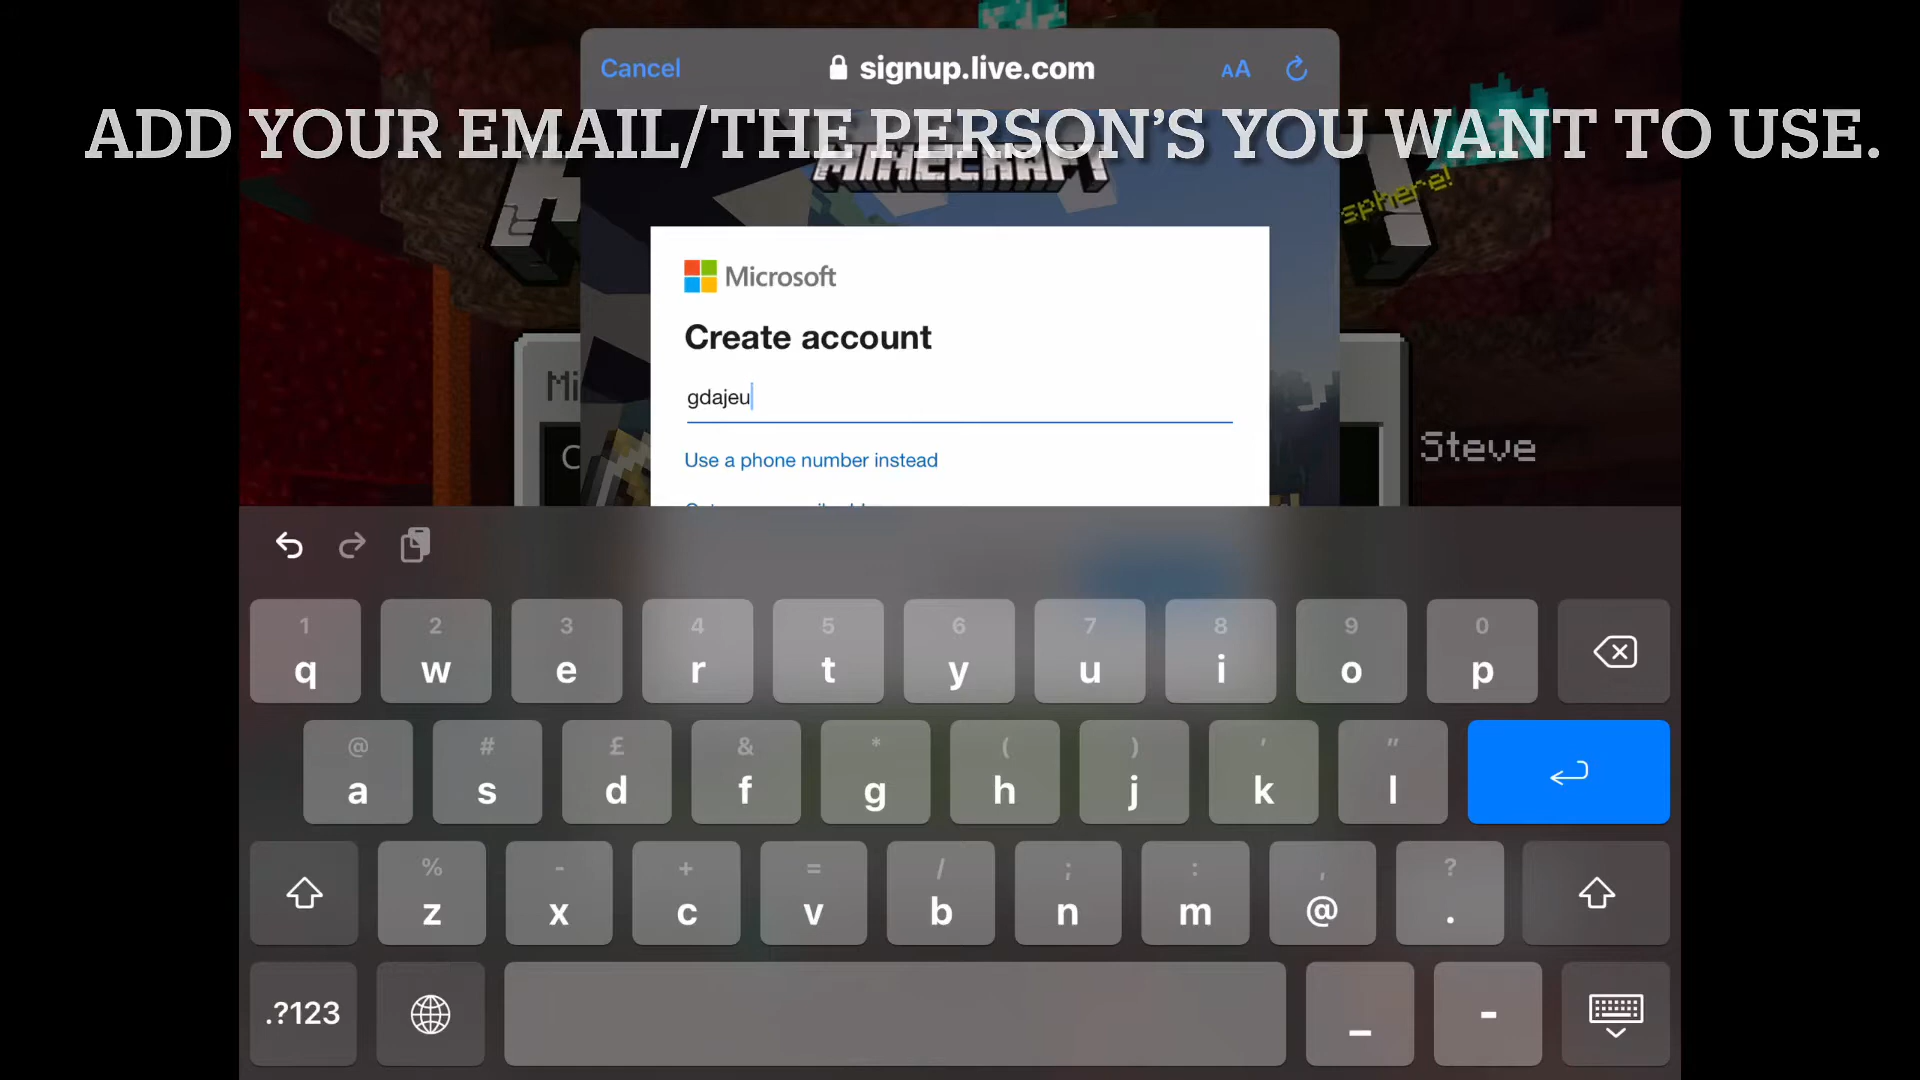 Cancel
signup.live.com
AA
ADD YOUR EMAIL/THE PERSON'S YOU WANT TO USE.
MINECRAFT
sphere!
Microsoft
Create account
gdajeu
Use a phone number instead
Steve
1 2 3 4 5 6 7 8 9 0
q w e r t y u i o p
@ # £ & * ( ) ' "
a s d f g h j k l
% - + = / ; : , ?
z x c v b n m @ .
.?123 _ -